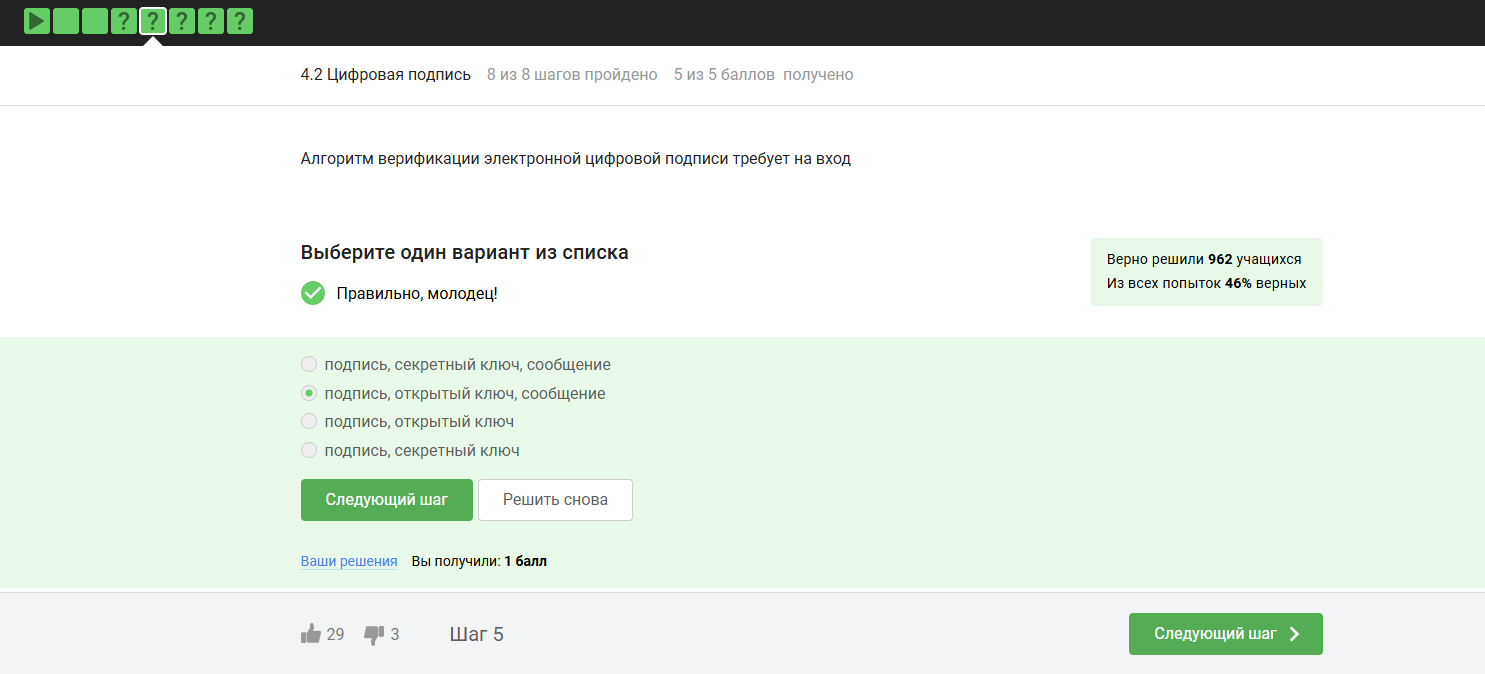 ? ? ? ? ?
4.2 Цифровая подпись 8 из 8 шагов пройдено 5 из 5 баллов получено
Алгоритм верификации электронной цифровой подписи требует на вход
Выберите один вариант из списка
Правильно, молодец!
Верно решили 962 учащихся
Из всех попыток 46% верных
подпись, секретный ключ, сообщение
подпись, открытый ключ, сообщение
подпись, открытый ключ
подпись, секретный ключ
Следующий шаг Решить снова
Ваши решения Вы получили: 1 балл
29 3 Шаг 5 Следующий шаг